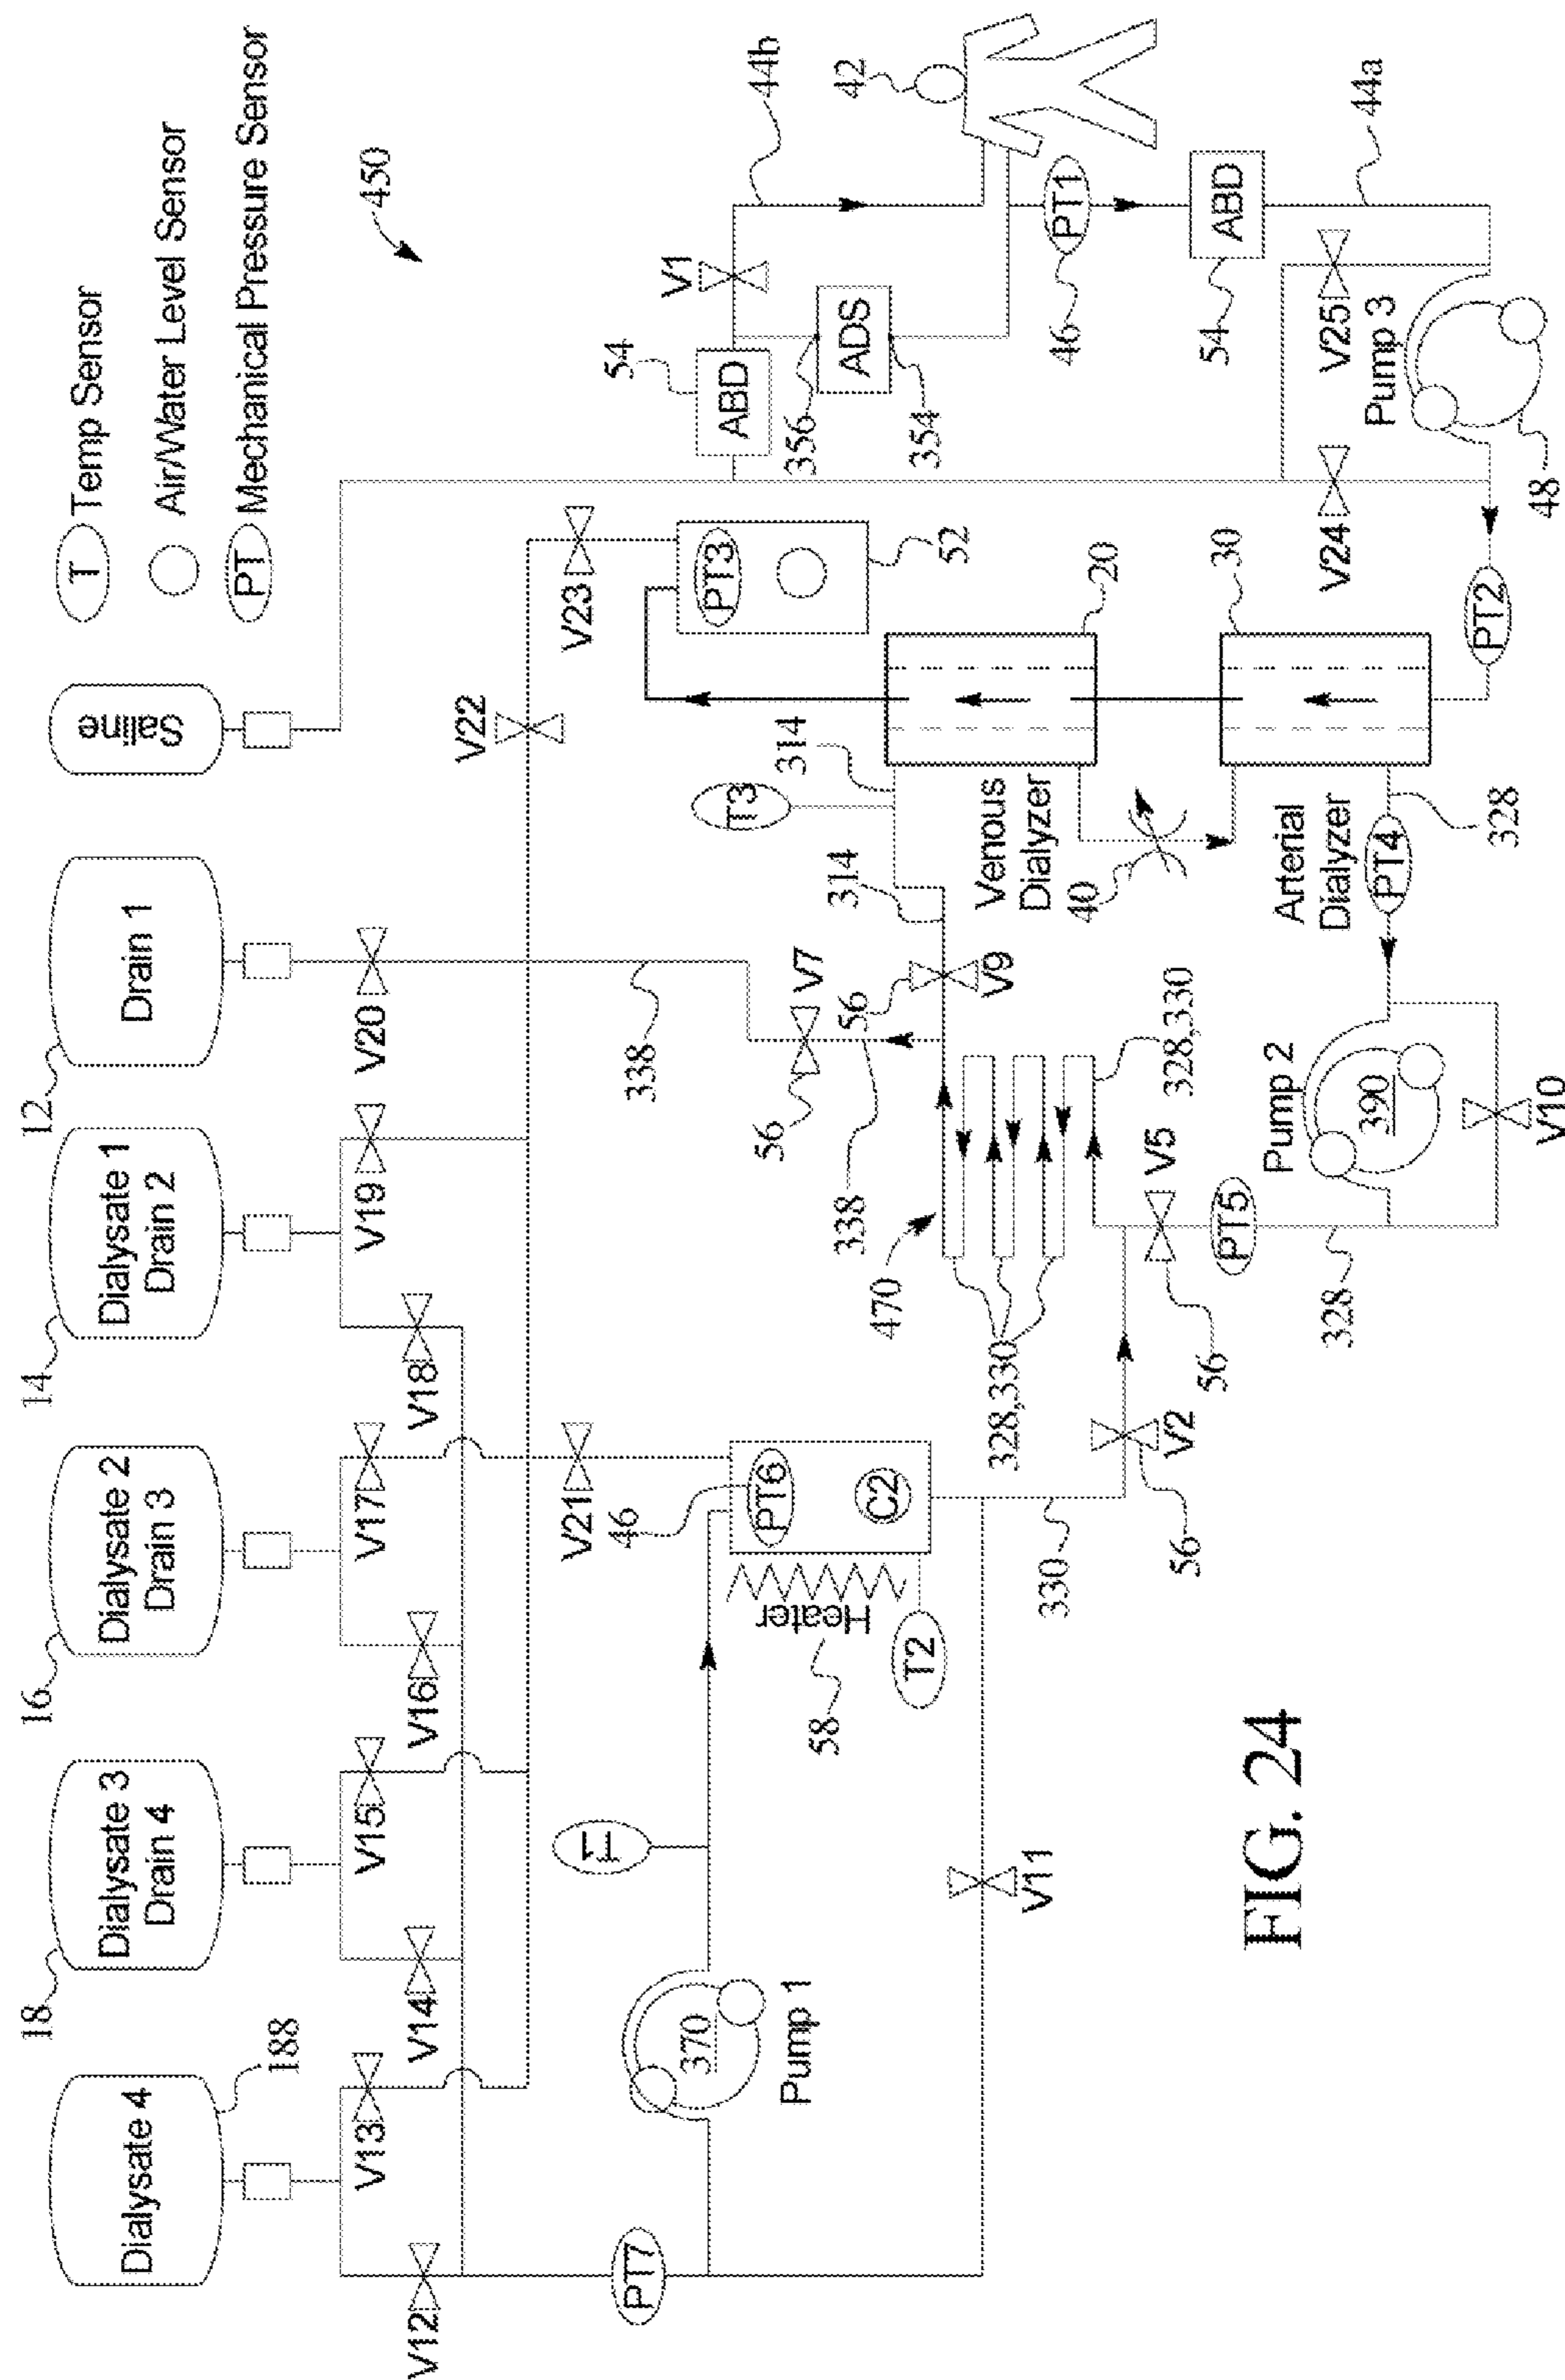 Dialysate 4
188
Dialysate 3
Drain 4
18
Dialysate 2
Drain 3
16
Dialysate 1
Drain 2
14
Drain 1
12
Saline
T Temp Sensor
Air/Water Level Sensor
PT Mechanical Pressure Sensor
450
V12
V13
V14
V15
V16
V17
V18
V19
V20
V21
V22
V23
PT7
370
Pump 1
T1
46
PT6
C2
Heater
58
T2
V11
330
V2
56
338
V7
56
338
470
328,330
328,330
56
V9
314
314
T3
PT3
52
54
ABD
V1
44b
356
ADS
354
42
46
PT1
54
ABD
44a
V25
Pump 3
48
V24
PT2
20
30
Venous
Dialyzer
40
Arterial
Dialyzer
PT4
328
V5
56
PT5
328
Pump 2
390
V10
FIG. 24